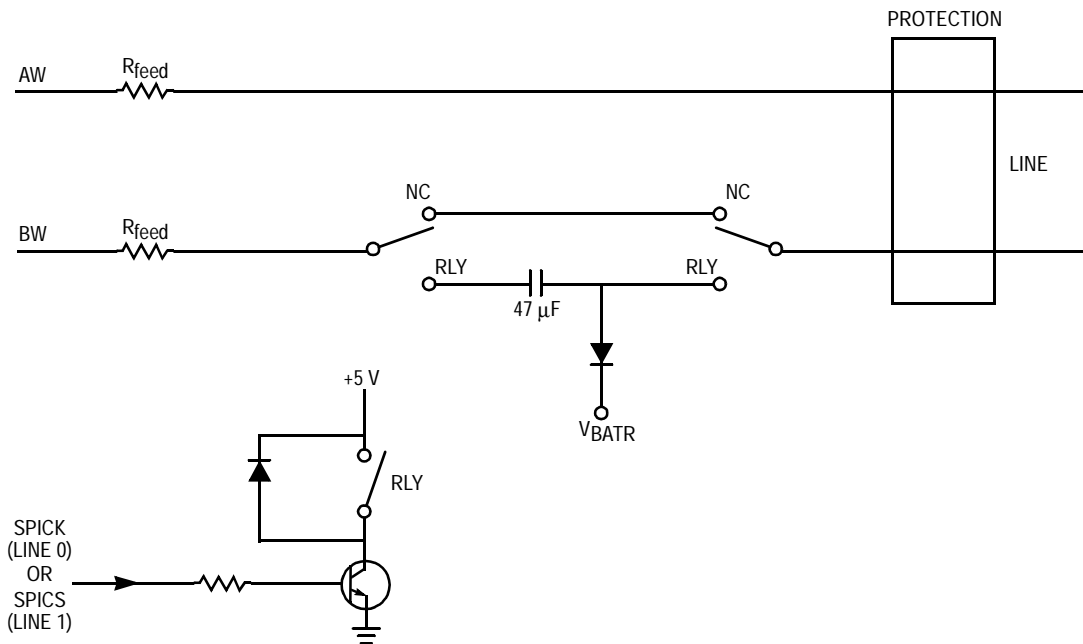 PROTECTION
AW
Rfeed
LINE
NC
NC
BW
Rfeed
RLY
RLY
47 μF
+5 V
VBATR
RLY
SPICK
(LINE 0)
OR
SPICS
(LINE 1)